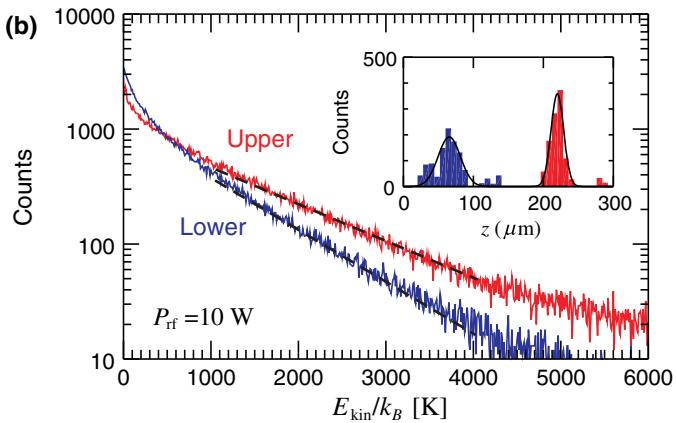 (b)
10000
1000
100
10
Counts
Upper
Lower
P_rf =10 W
0 1000 2000 3000 4000 5000 6000
E_kin/k_B [K]
500
0
Counts
0 100 200 300
z (μm)